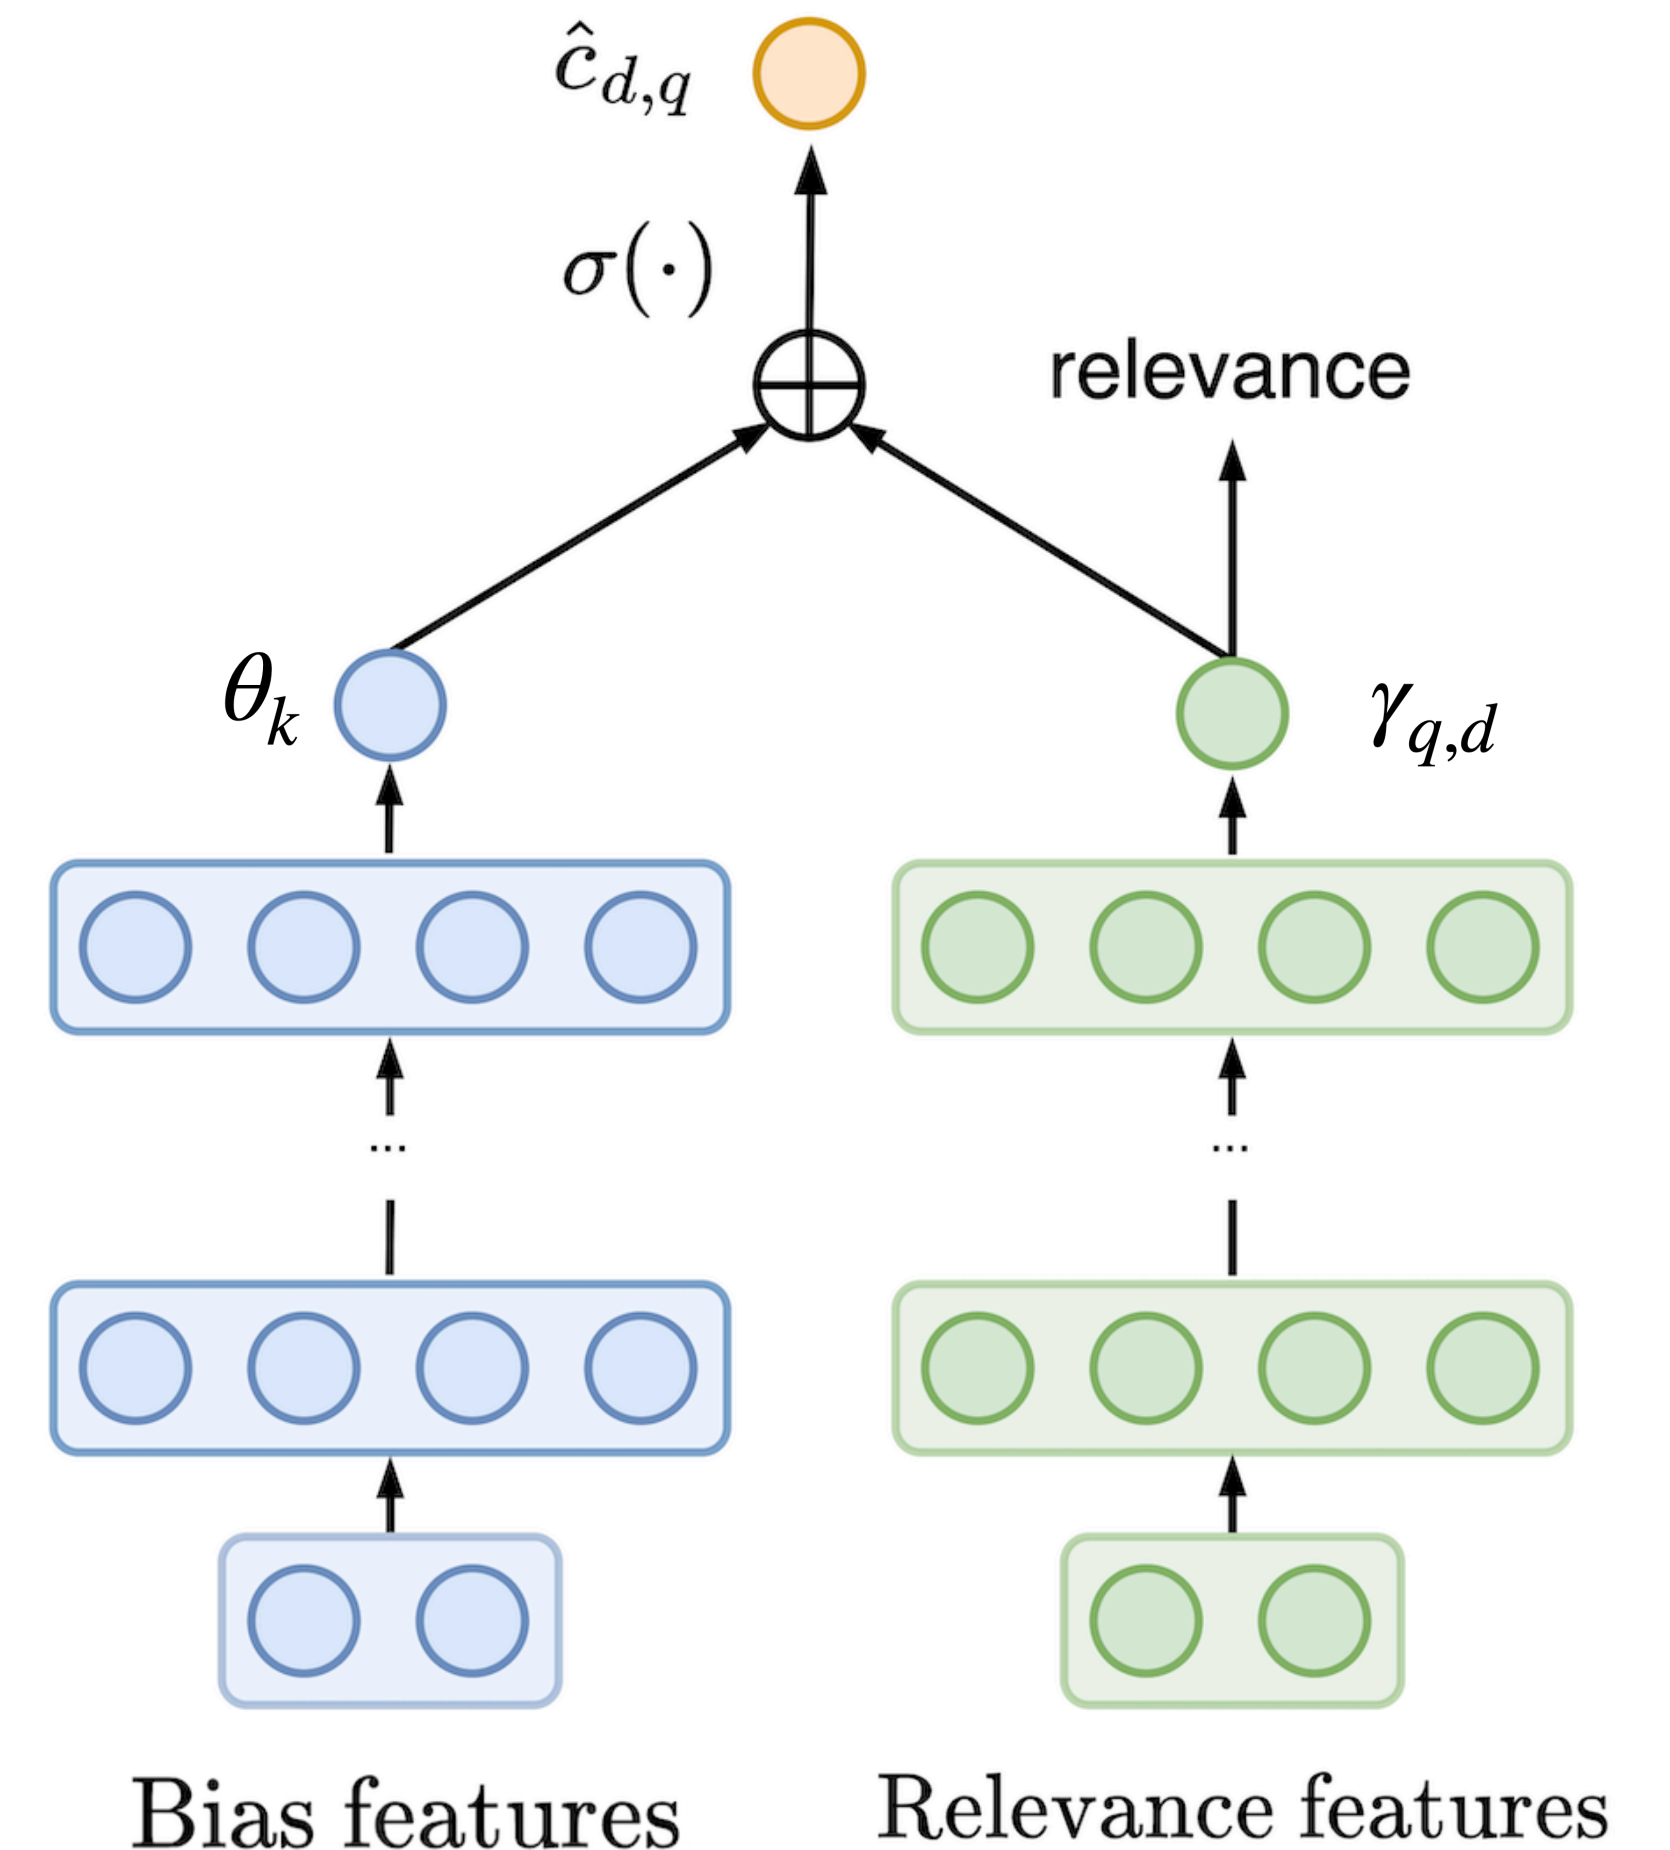 ĉ_{d,q}
σ(·)
relevance
θ_k
γ_{q,d}
... ...
Bias features Relevance features